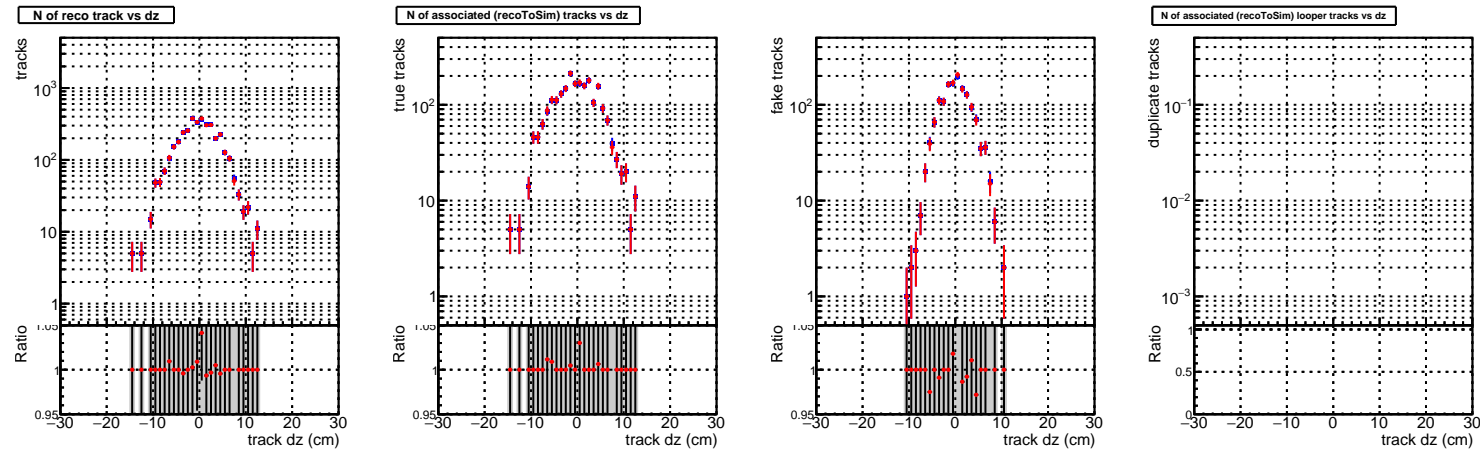 N of reco track vs dz
tracks
10³
10²
10
1
Ratio
1.05
1
0.95
−30 −20 −10 0 10 20 30
track dz (cm)
N of associated (recoToSim) tracks vs dz
true tracks
10²
10
1
Ratio
1.05
1
0.95
−30 −20 −10 0 10 20 30
track dz (cm)
fake tracks
10²
10
1
Ratio
1.05
1
0.95
−30 −20 −10 0 10 20 30
track dz (cm)
N of associated (recoToSim) looper tracks vs dz
duplicate tracks
10⁻¹
10⁻²
10⁻³
Ratio
1
0.5
0
−30 −20 −10 0 10 20 30
track dz (cm)